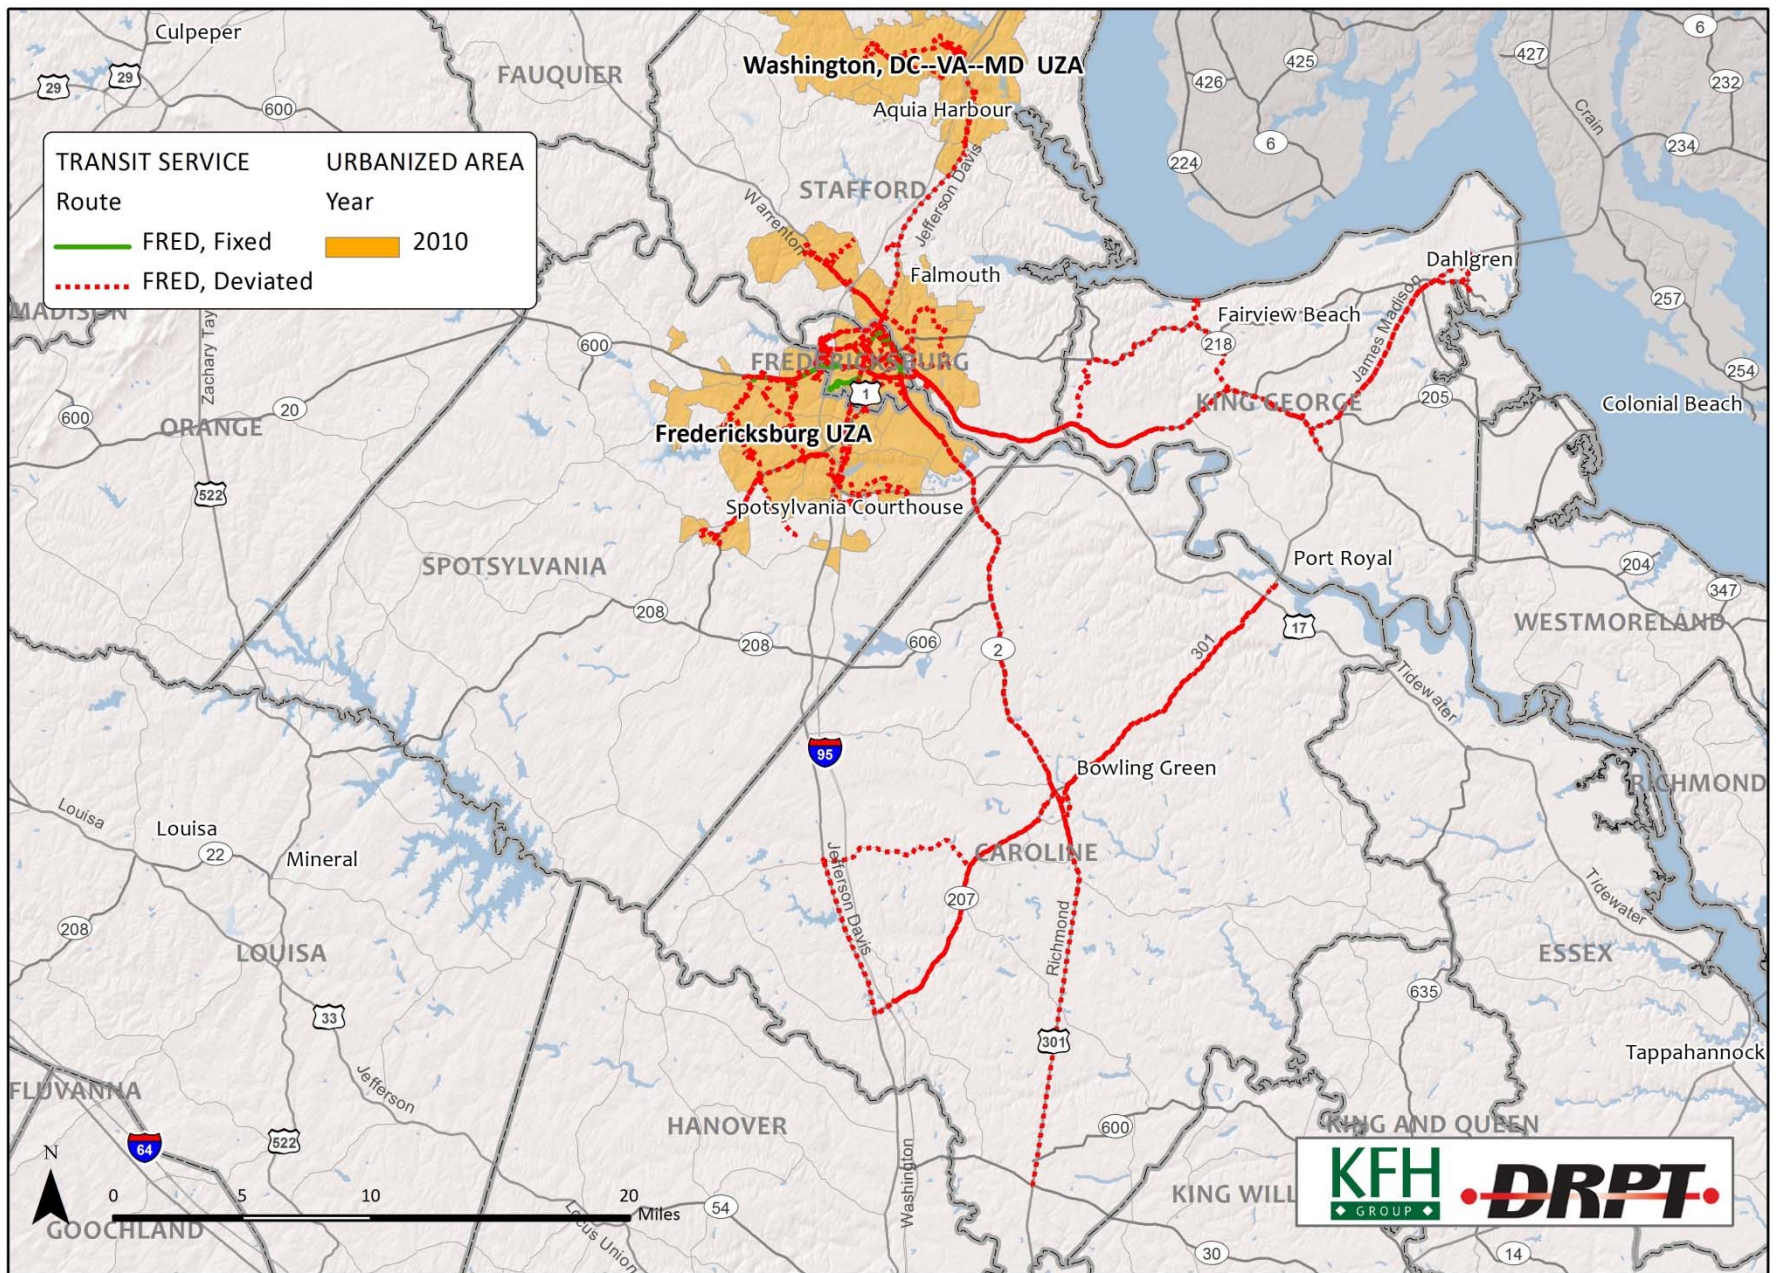 Culpeper
29
29
600
FAUQUIER
Washington, DC--VA--MD UZA
Aquia Harbour
STAFFORD
Jefferson Davis
Warrenton
Falmouth
6
427
425
426
232
Crain
6
234
224
TRANSIT SERVICE
URBANIZED AREA
Route
Year
FRED, Fixed
2010
FRED, Deviated
MADISON
Zachary Tay
600
FREDERICKSBURG
1
Fredericksburg UZA
Dahlgren
Fairview Beach
218
James Madison
257
254
KING GEORGE
205
Colonial Beach
600
20
ORANGE
522
Spotsylvania Courthouse
SPOTSYLVANIA
Port Royal
204
347
WESTMORELAND
17
208
208
606
2
301
Tidewater
95
Bowling Green
RICHMOND
Louisa
Louisa
22
Mineral
Jefferson Davis
CAROLINE
207
Tidewater
208
LOUISA
Richmond
ESSEX
635
33
301
Tappahannock
FLUVANNA
Jefferson
522
64
HANOVER
600
KING AND QUEEN
N
0
5
10
20
Miles
GOOCHLAND
Locus Union
54
Washington
KING WILL
KFH
GROUP
DRPT
30
14